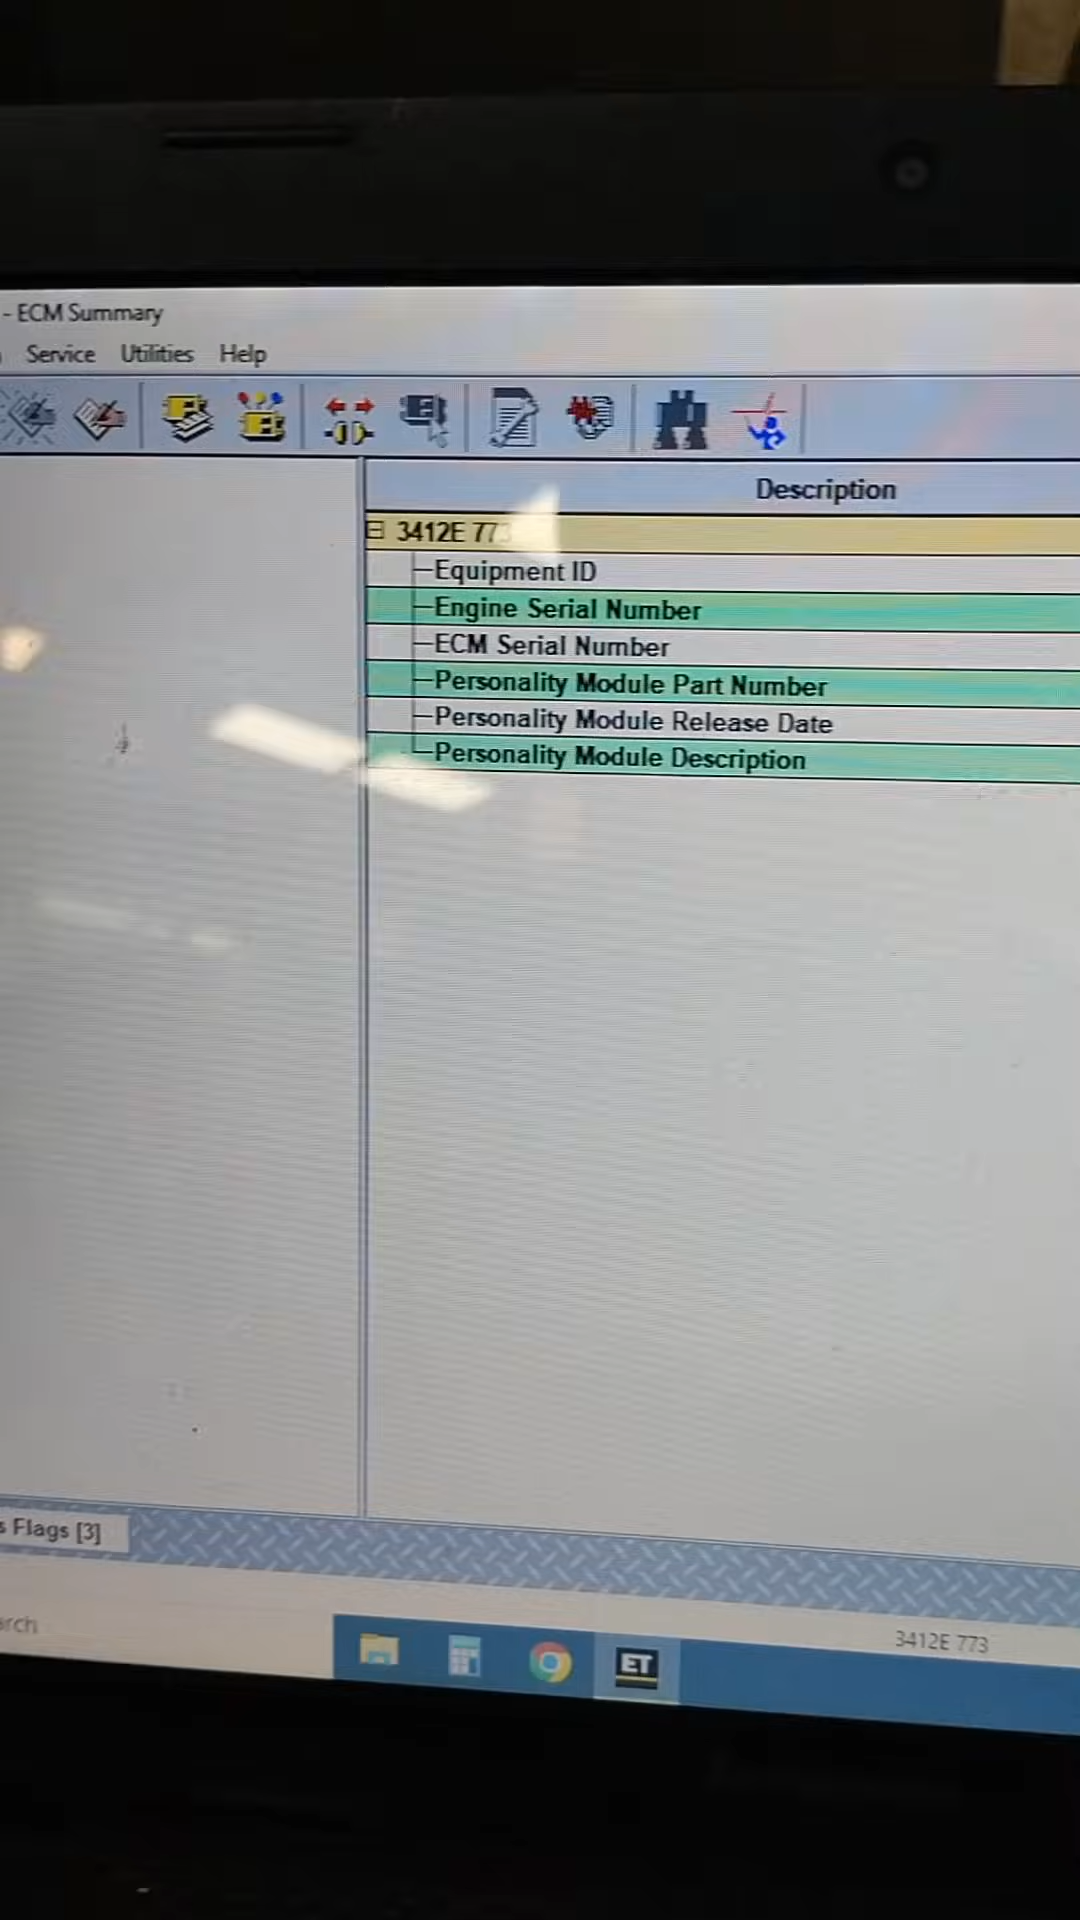 - ECM Summary
Service Utilities Help
Description
3412E 773
Equipment ID
Engine Serial Number
ECM Serial Number
Personality Module Part Number
Personality Module Release Date
Personality Module Description
Flags [3]
3412E 773
ET